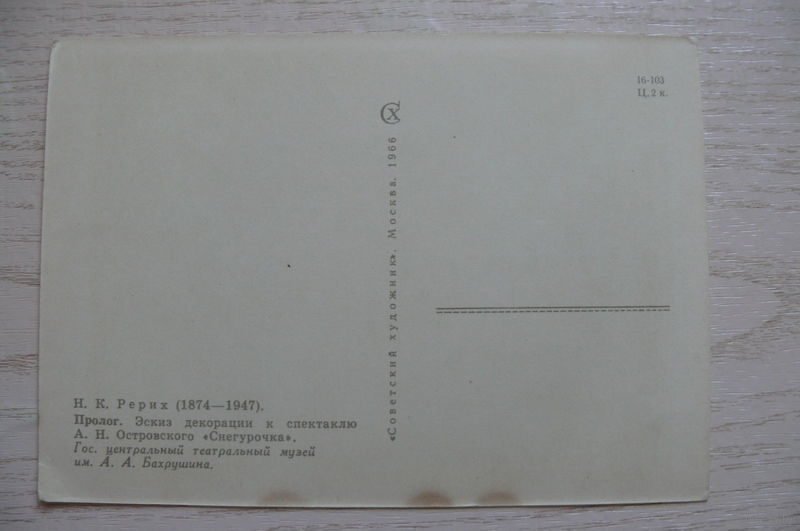 Н. К. Рерих (1874—1947).
Пролог. Эскиз декорации к спектаклю
А. Н. Островского «Снегурочка».
Гос. центральный театральный музей
им. А. А. Бахрушина.
СХ
«Советский художник». Москва. 1966
16-103
Ц. 2 к.